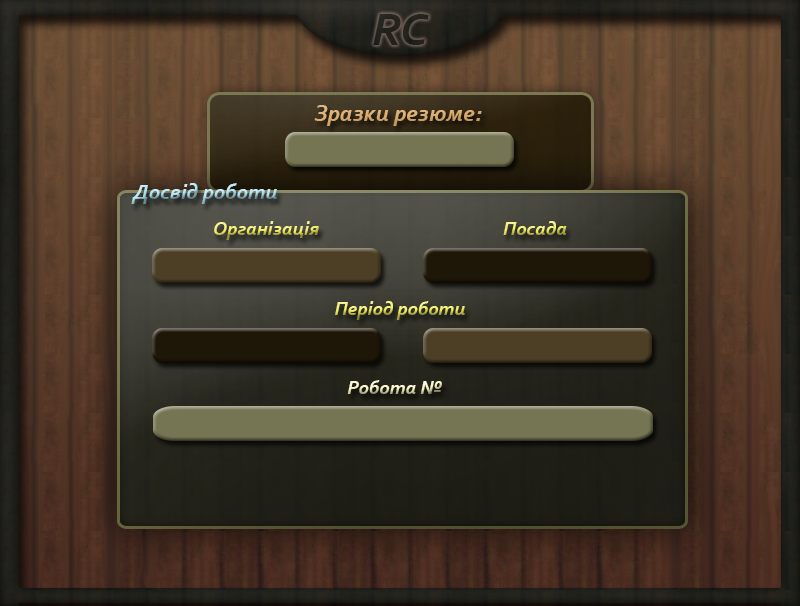 RC
Зразки резюме:
Досвід роботи
Організація
Посада
Період роботи
Робота №